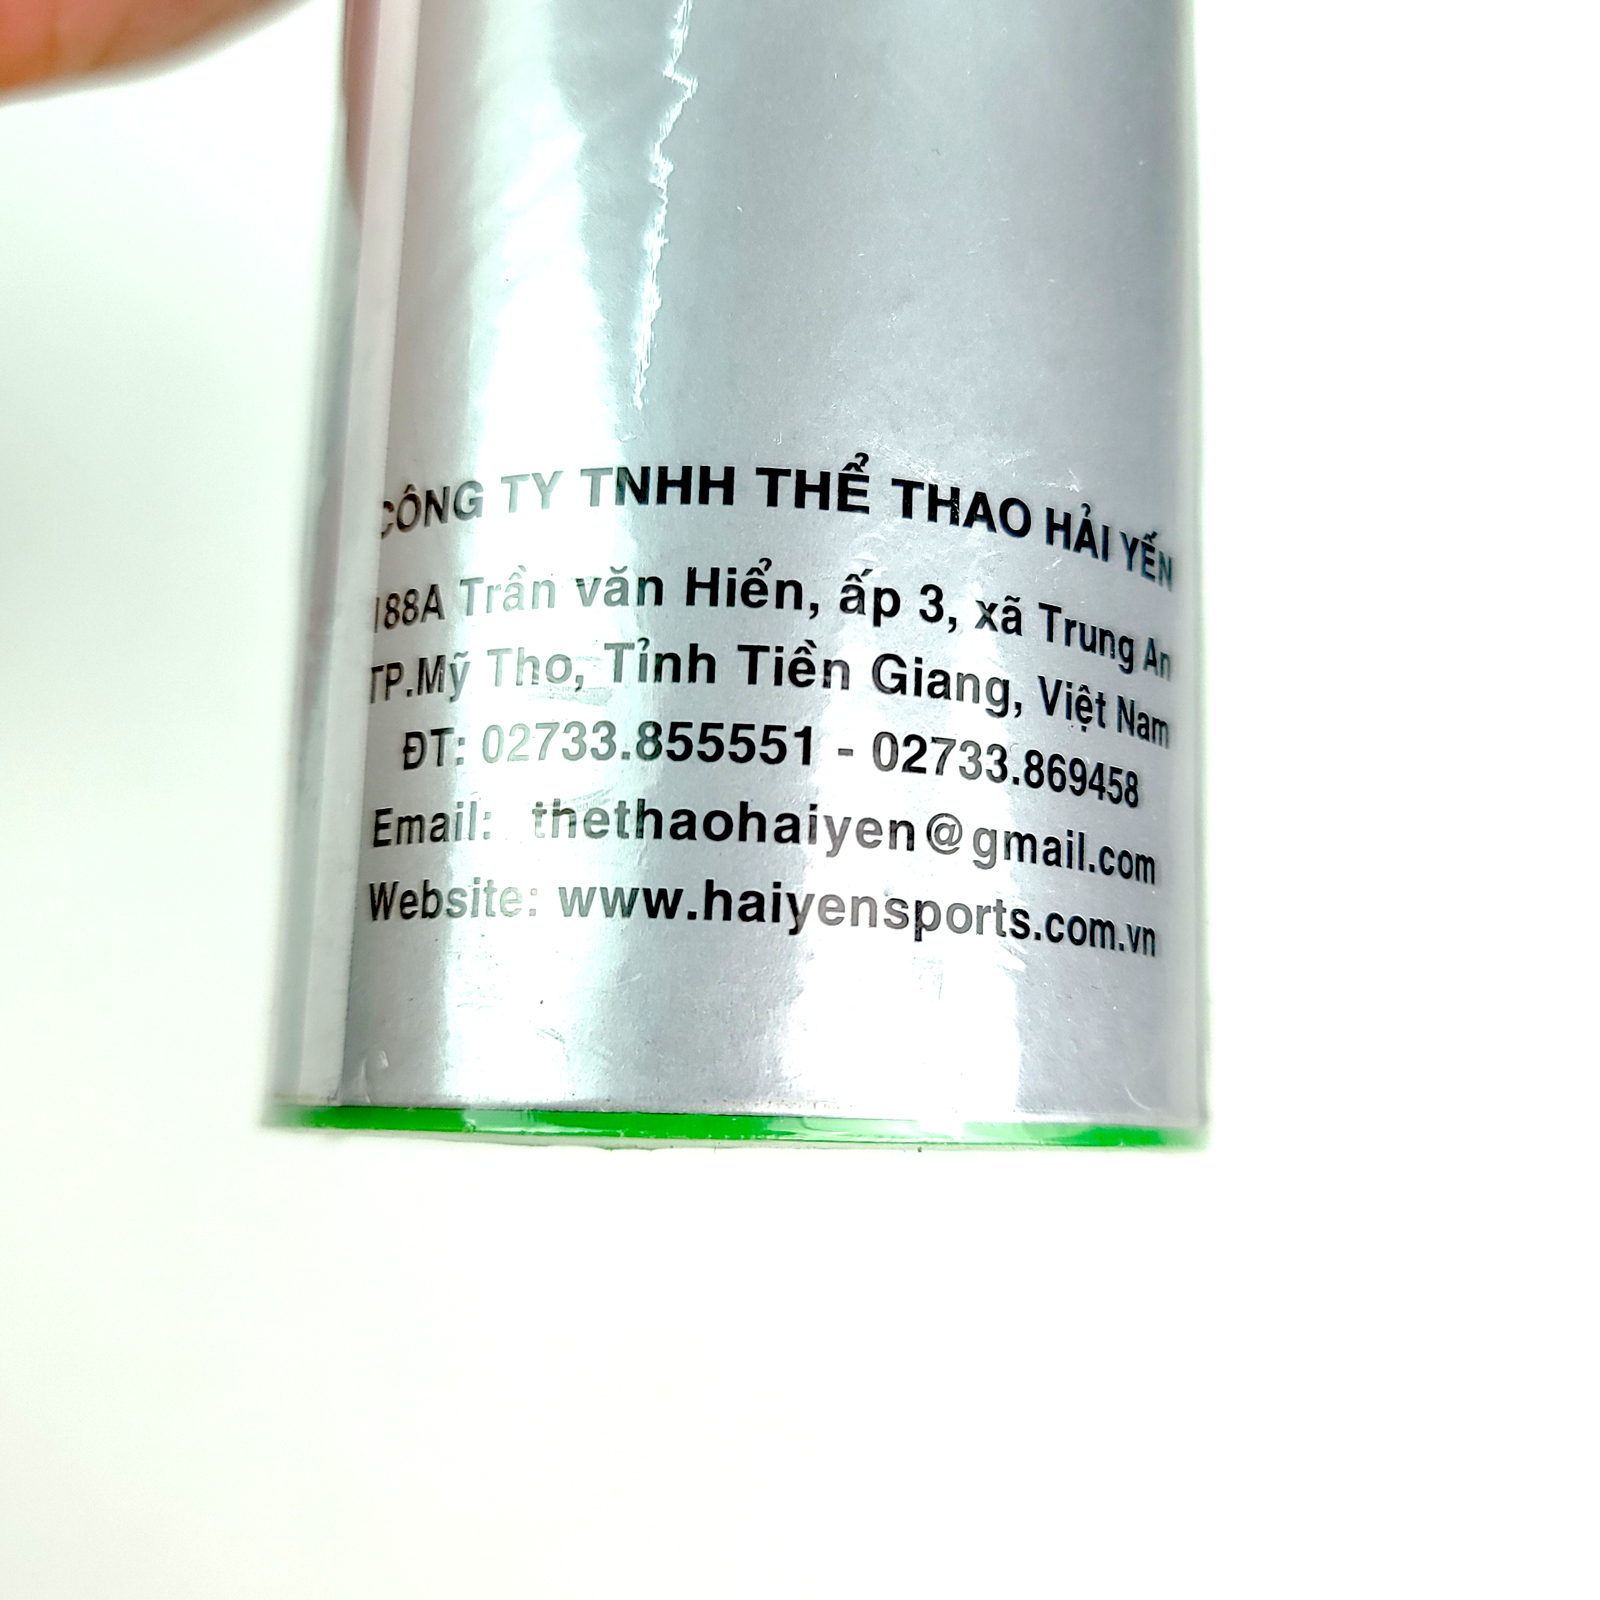 CÔNG TY TNHH THỂ THAO HẢI YẾN
188A Trần văn Hiển, ấp 3, xã Trung An
TP.Mỹ Tho, Tỉnh Tiền Giang, Việt Nam
ĐT: 02733.855551 - 02733.869458
Email: thethaohaiyen@gmail.com
Website: www.haiyensports.com.vn